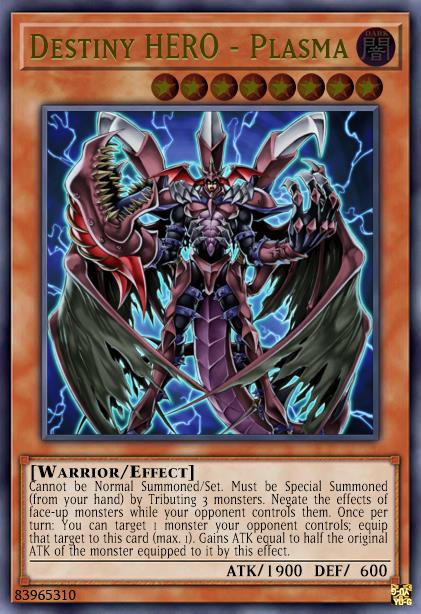 Destiny HERO - Plasma
DARK
闇
[Warrior/Effect]
Cannot be Normal Summoned/Set. Must be Special Summoned
(from your hand) by Tributing 3 monsters. Negate the effects of
face-up monsters while your opponent controls them. Once per
turn: You can target 1 monster your opponent controls; equip
that target to this card (max. 1). Gains ATK equal to half the original
ATK of the monster equipped to it by this effect.
ATK/1900 DEF/ 600
83965310